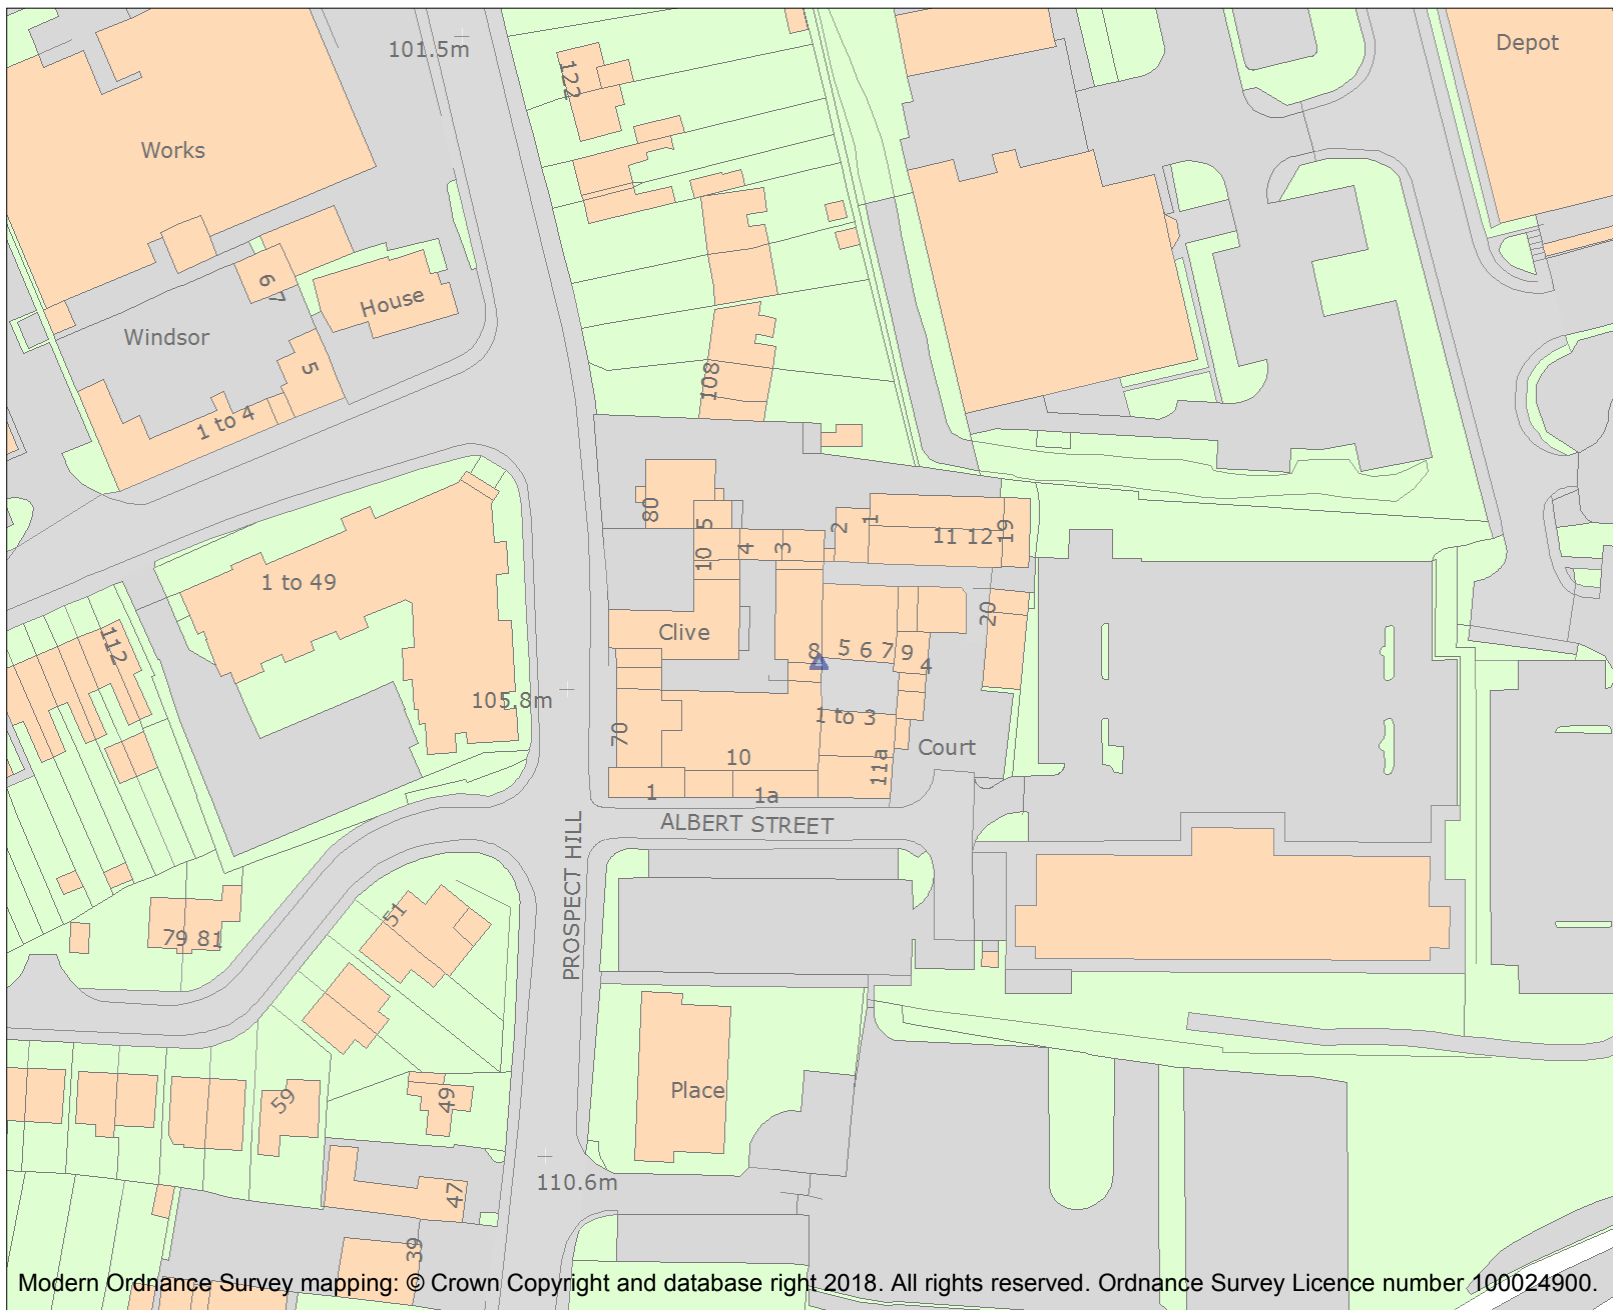 101.5m
Depot
122
Works
6 7
House
Windsor
5
108
1 to 4
80
5
2
1
19
11 12
10
4
3
1 to 49
20
112
Clive
8
5 6 7 9
4
105.8m
70
1 to 3
Court
10
11a
1
1a
ALBERT STREET
PROSPECT HILL
51
79 81
Place
59
49
110.6m
47
39
Modern Ordnance Survey mapping: © Crown Copyright and database right 2018. All rights reserved. Ordnance Survey Licence number 100024900.